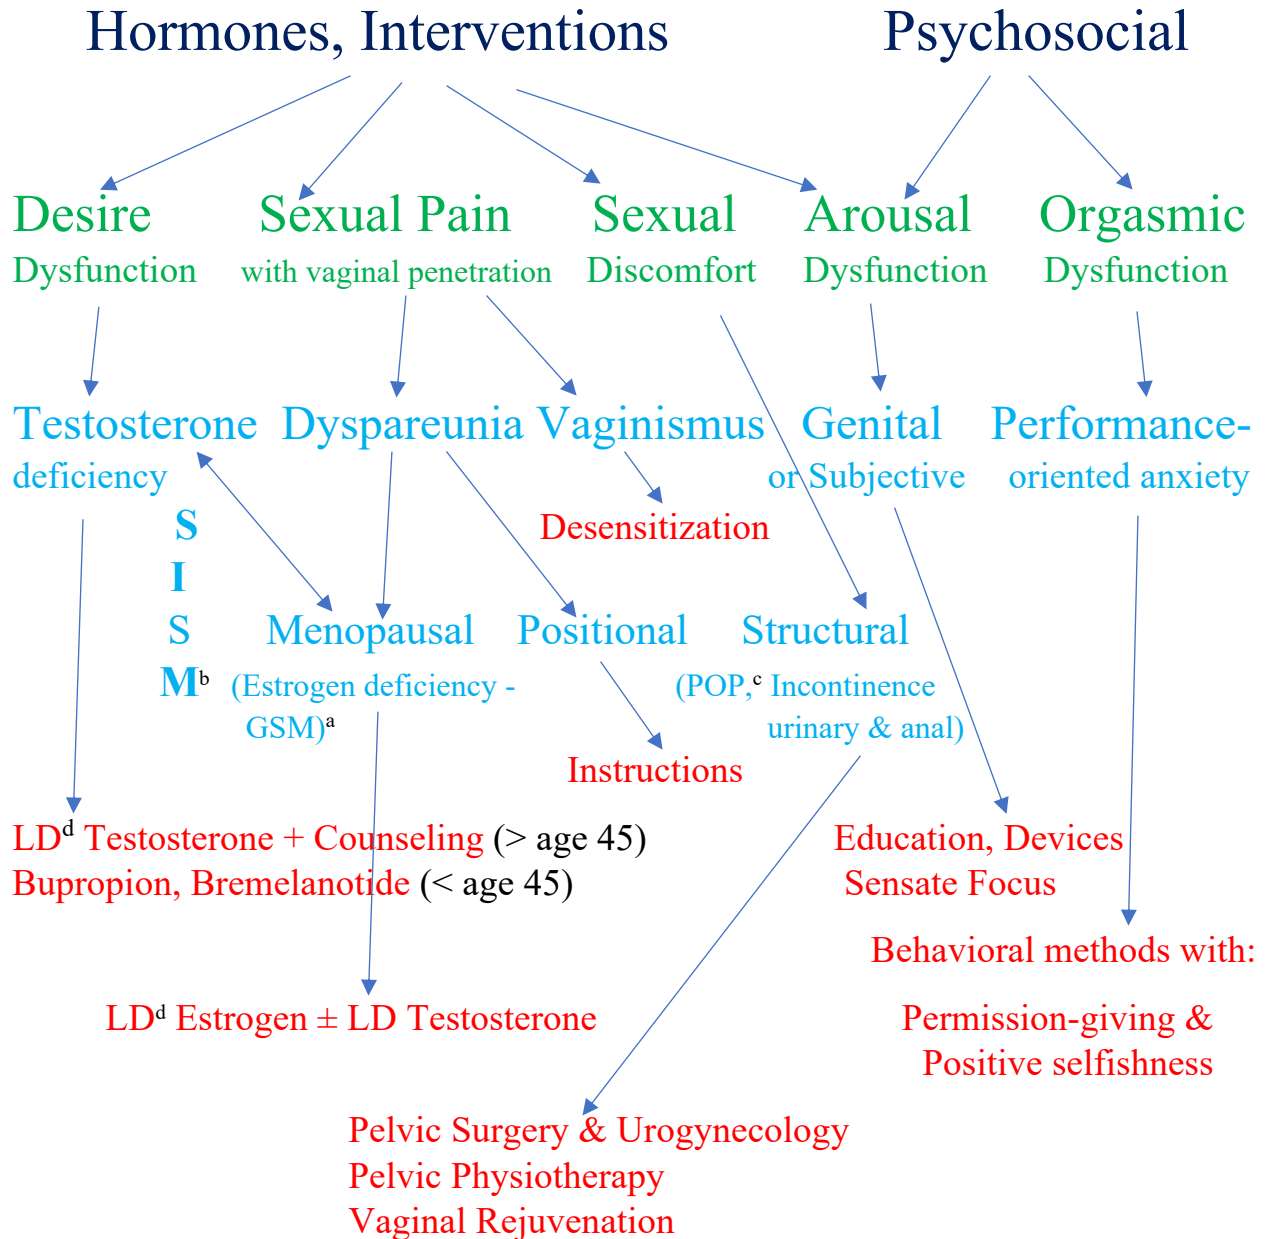 Hormones, Interventions Psychosocial
Desire Sexual Pain Sexual Arousal Orgasmic
Dysfunction with vaginal penetration Discomfort Dysfunction Dysfunction
Testosterone Dyspareunia Vaginismus Genital Performance-
deficiency or Subjective oriented anxiety
S
Desensitization
I
S Menopausal Positional Structural
Mᵇ (Estrogen deficiency - (POP,ᶜ Incontinence
GSM)ᵃ urinary & anal)
Instructions
LDᵈ Testosterone + Counseling (> age 45) Education, Devices
Bupropion, Bremelanotide (< age 45) Sensate Focus
Behavioral methods with:
LDᵈ Estrogen ± LD Testosterone Permission-giving &
Positive selfishness
Pelvic Surgery & Urogynecology
Pelvic Physiotherapy
Vaginal Rejuvenation